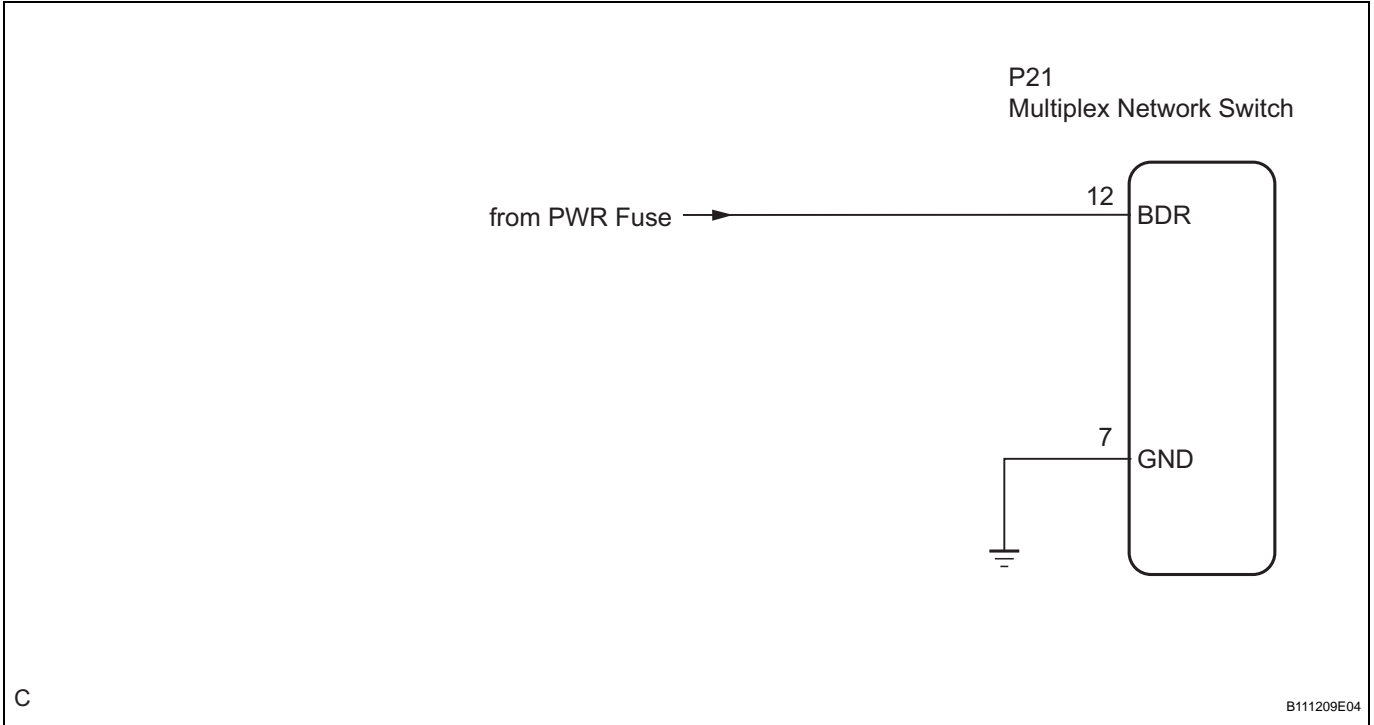 P21
Multiplex Network Switch
12
from PWR Fuse
BDR
7
GND
C
B111209E04